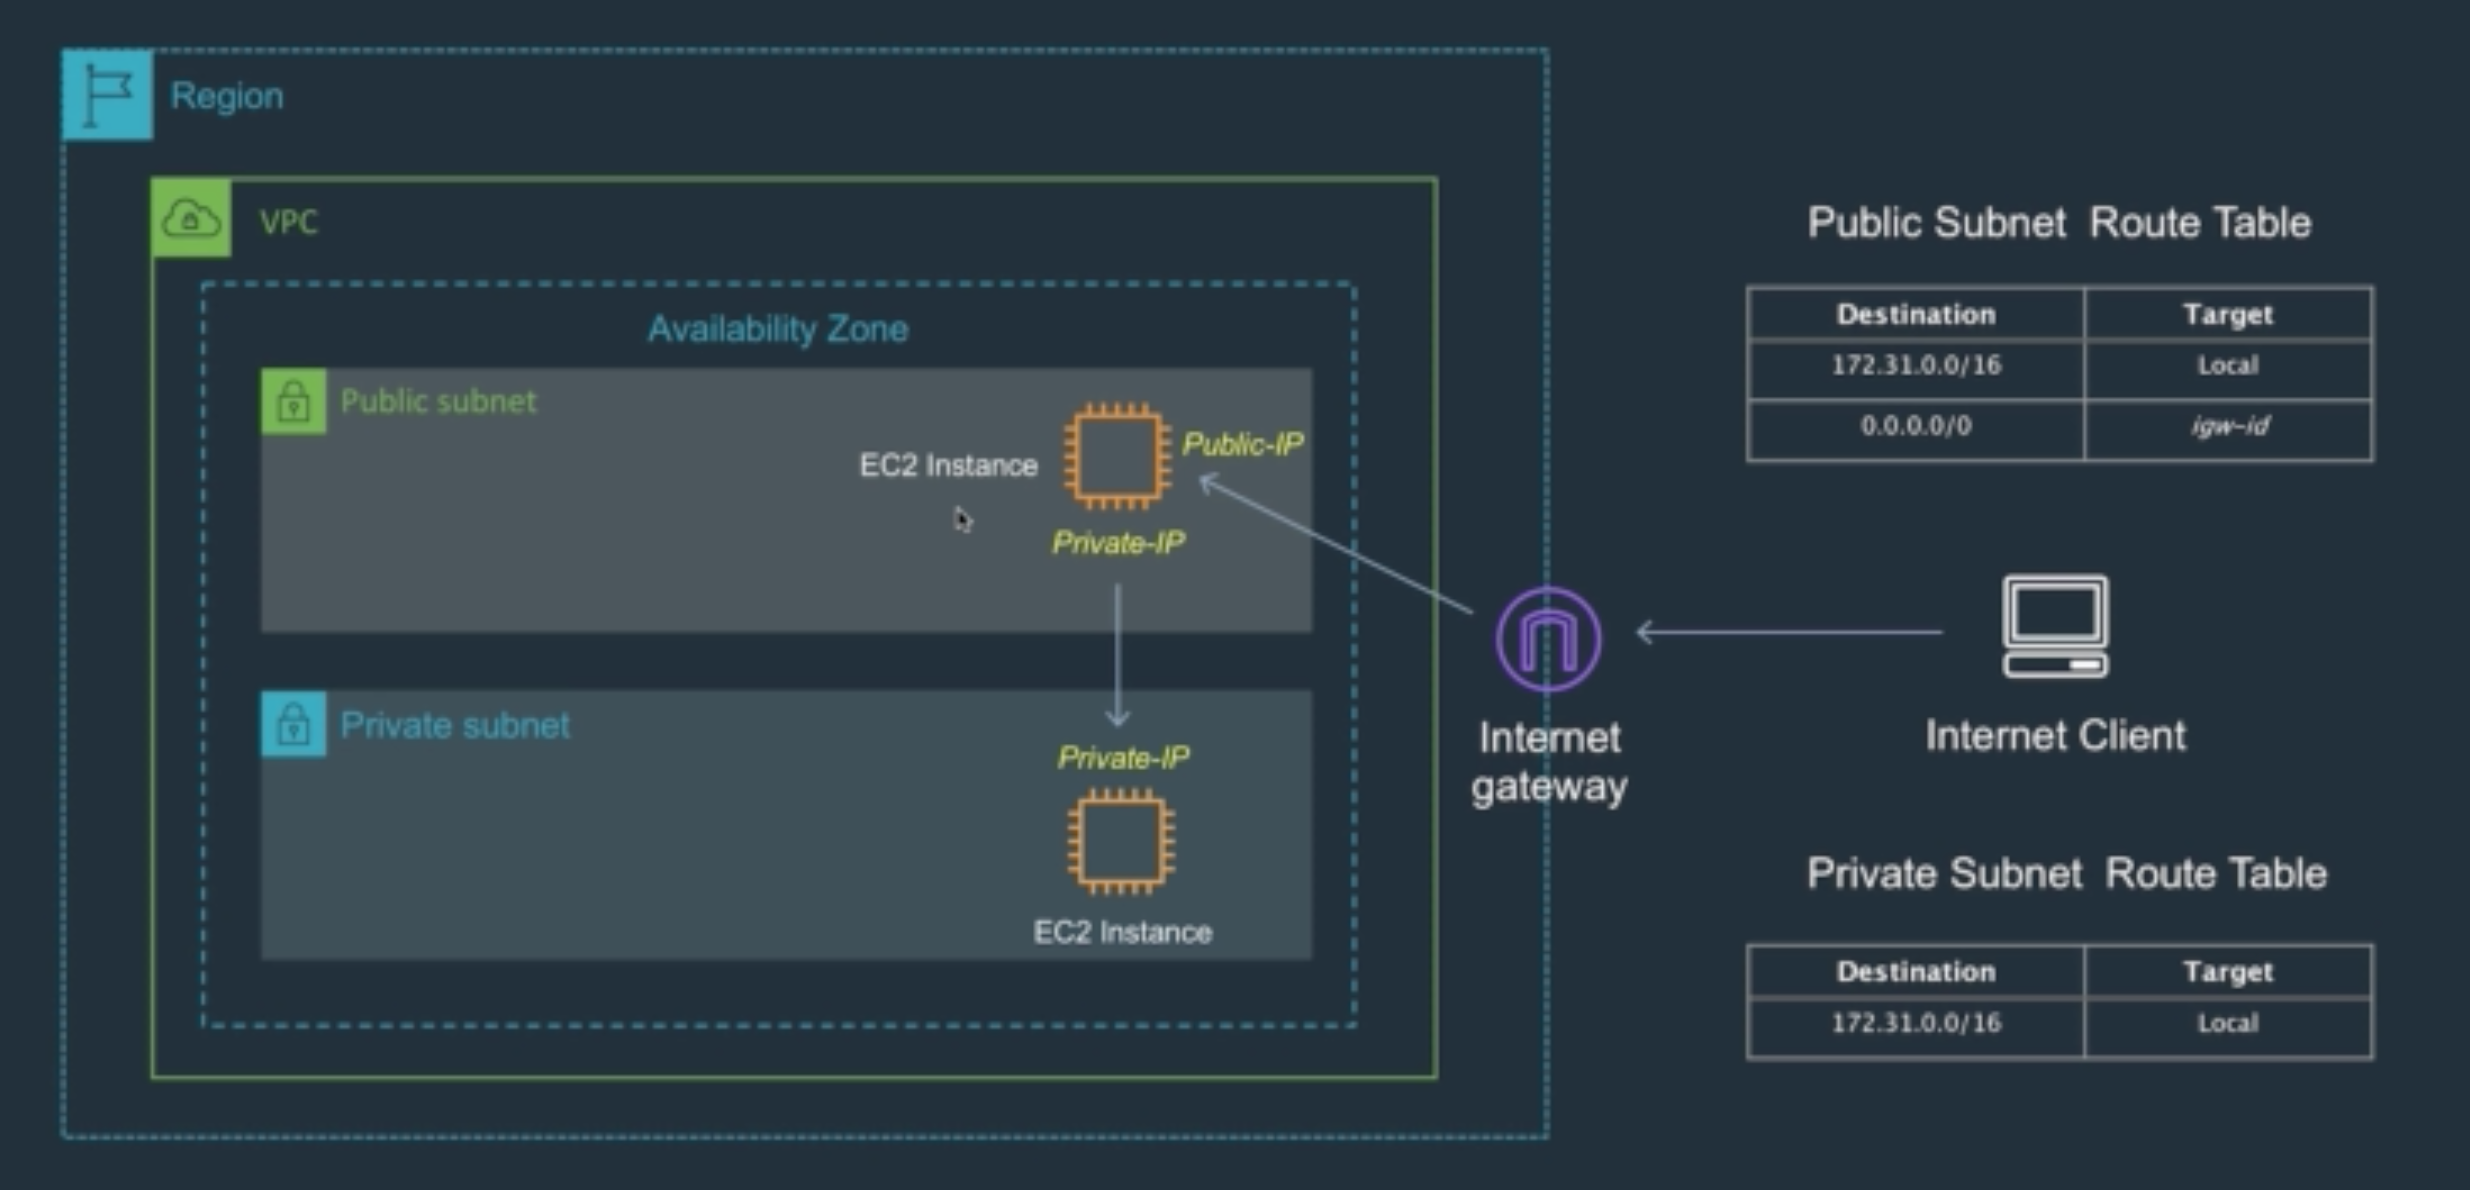 Region
VPC
Availability Zone
Public subnet
EC2 Instance
Public-IP
Private-IP
Private subnet
Private-IP
EC2 Instance
Internet
gateway
Internet Client
Public Subnet Route Table
Destination Target
172.31.0.0/16 Local
0.0.0.0/0 igw-id
Private Subnet Route Table
Destination Target
172.31.0.0/16 Local